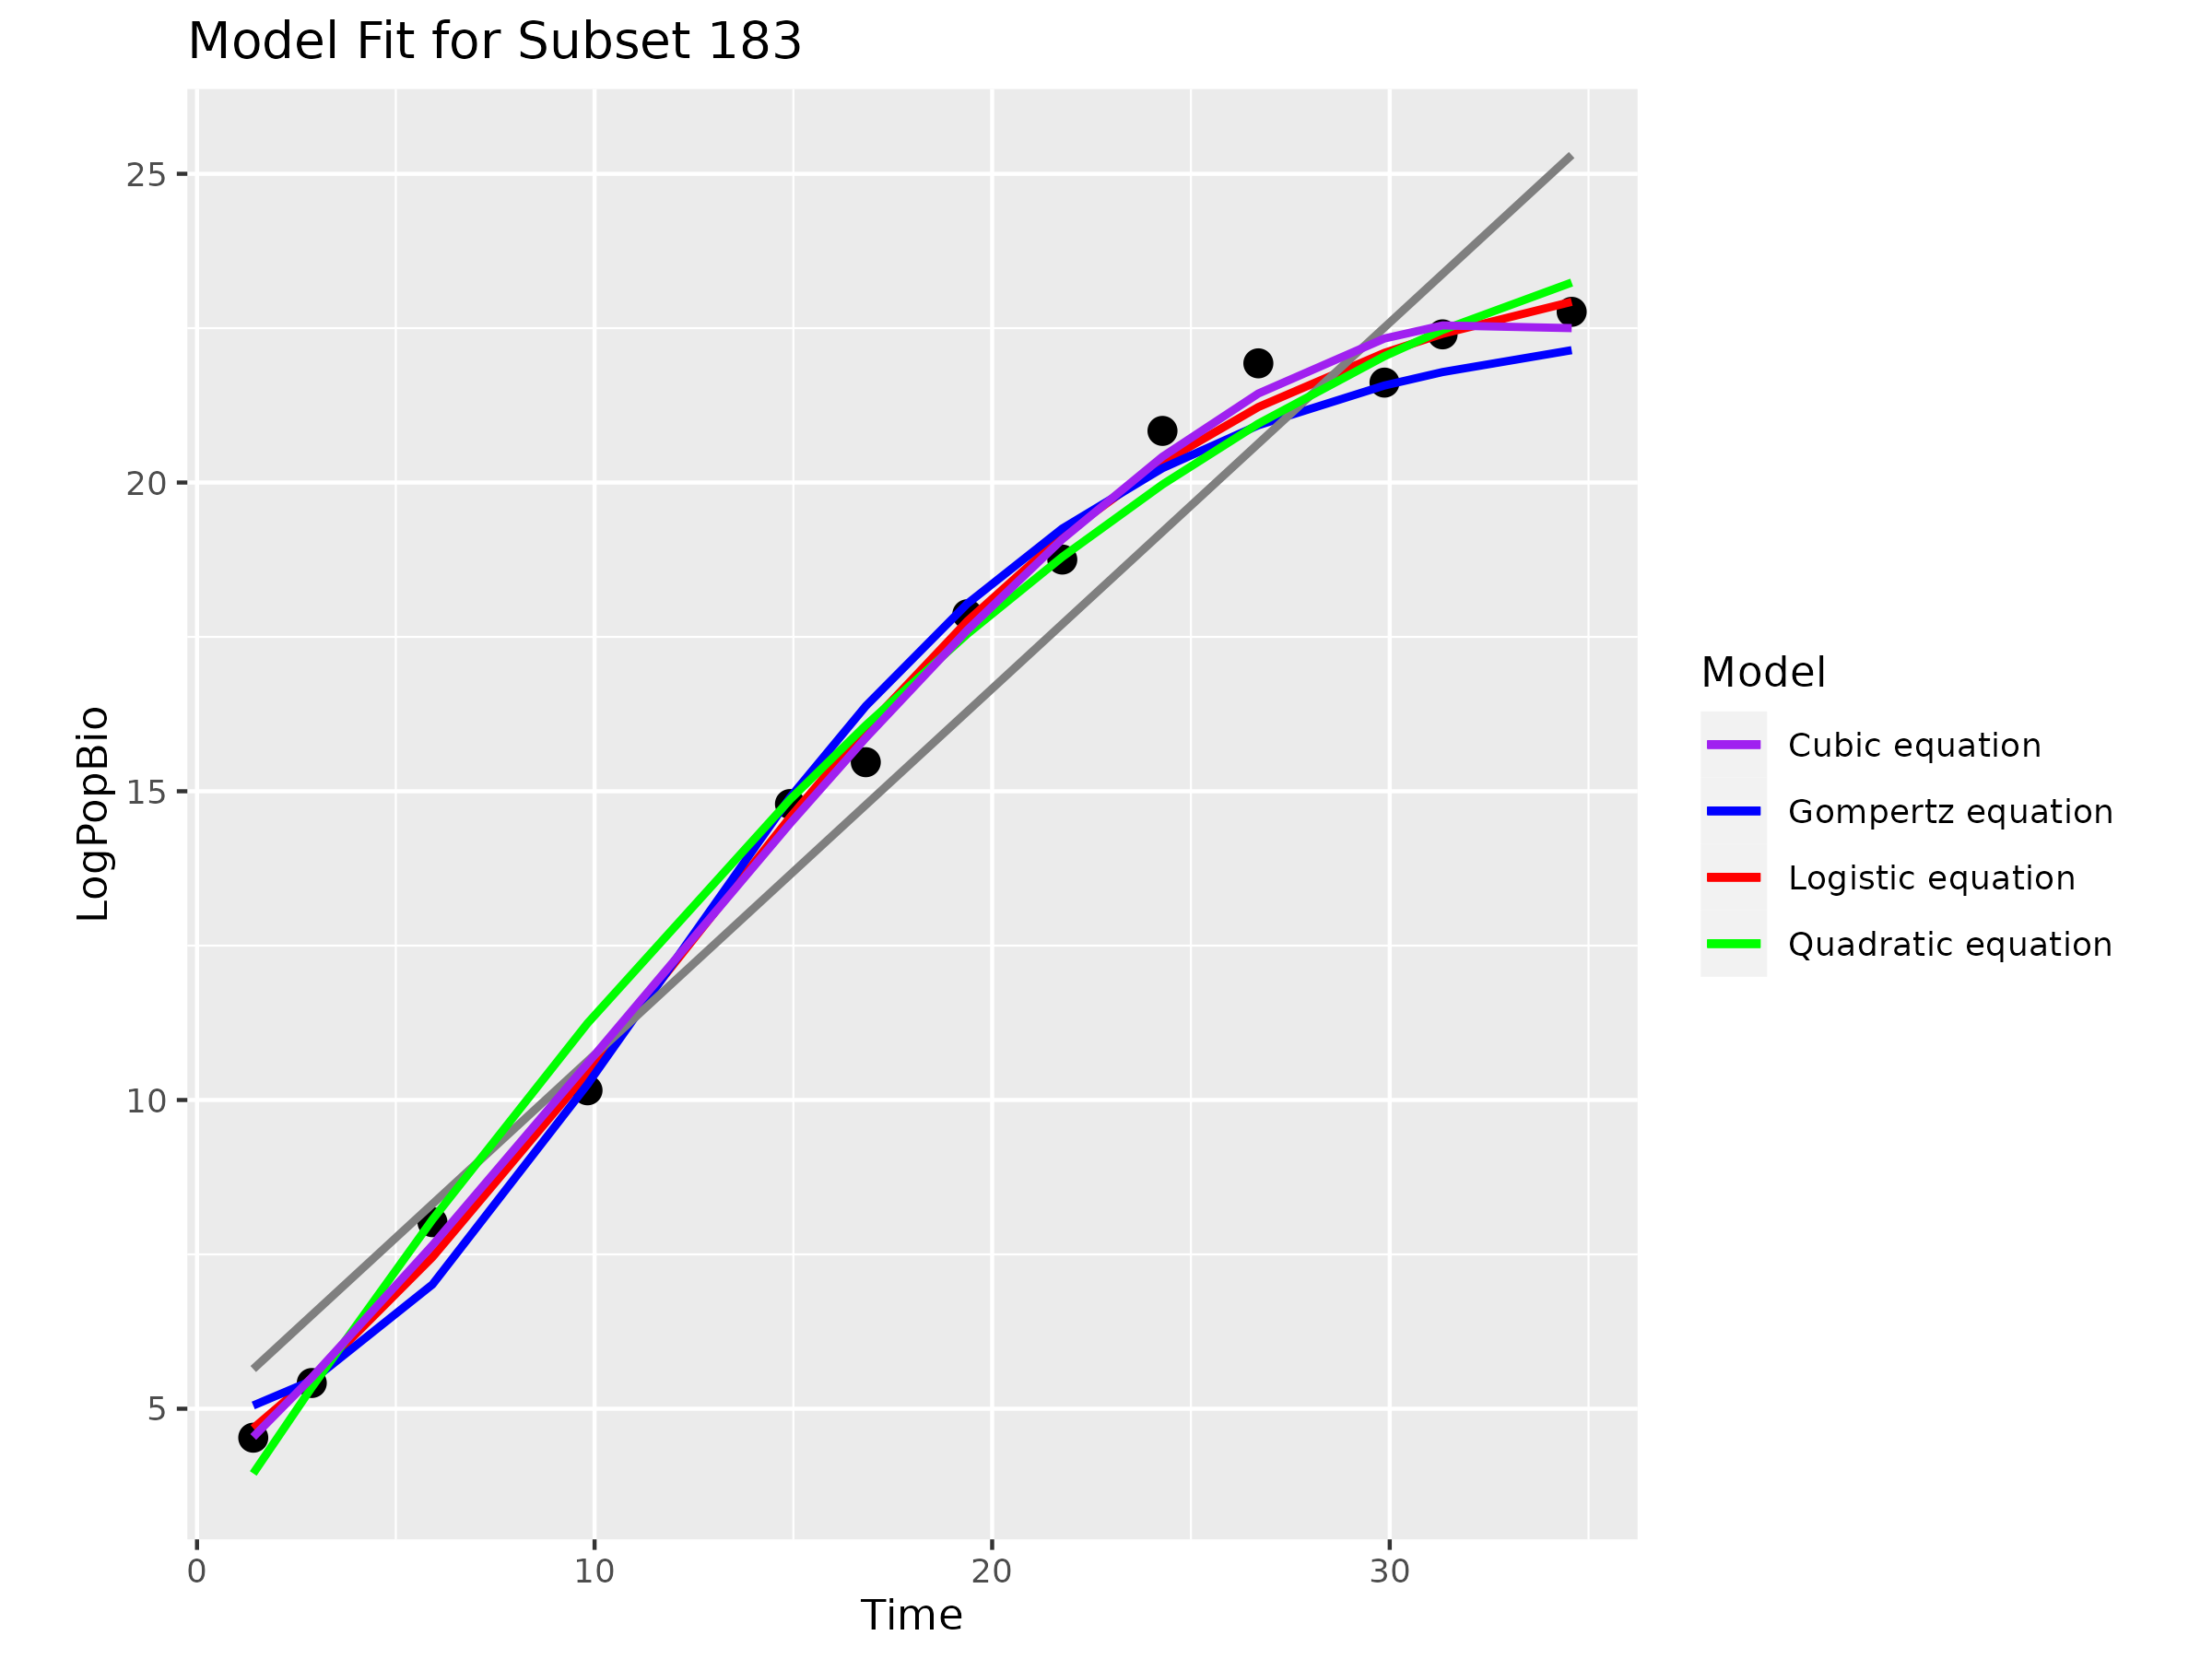 Model Fit for Subset 183
25
20
15
10
5
LogPopBio
0 10 20 30
Time
Model
Cubic equation
Gompertz equation
Logistic equation
Quadratic equation